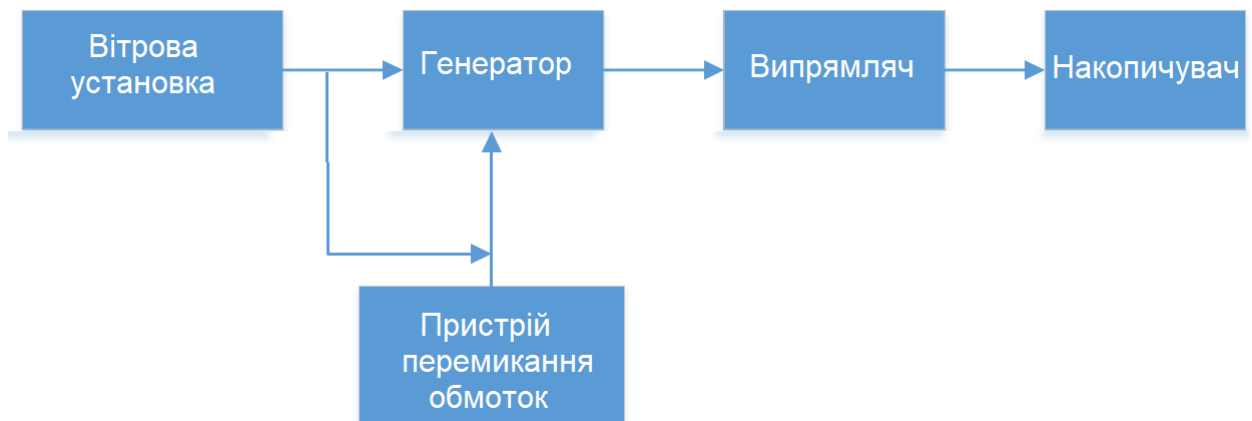 Вітрова
установка
Генератор
Випрямляч
Накопичувач
Пристрій
перемикання
обмоток